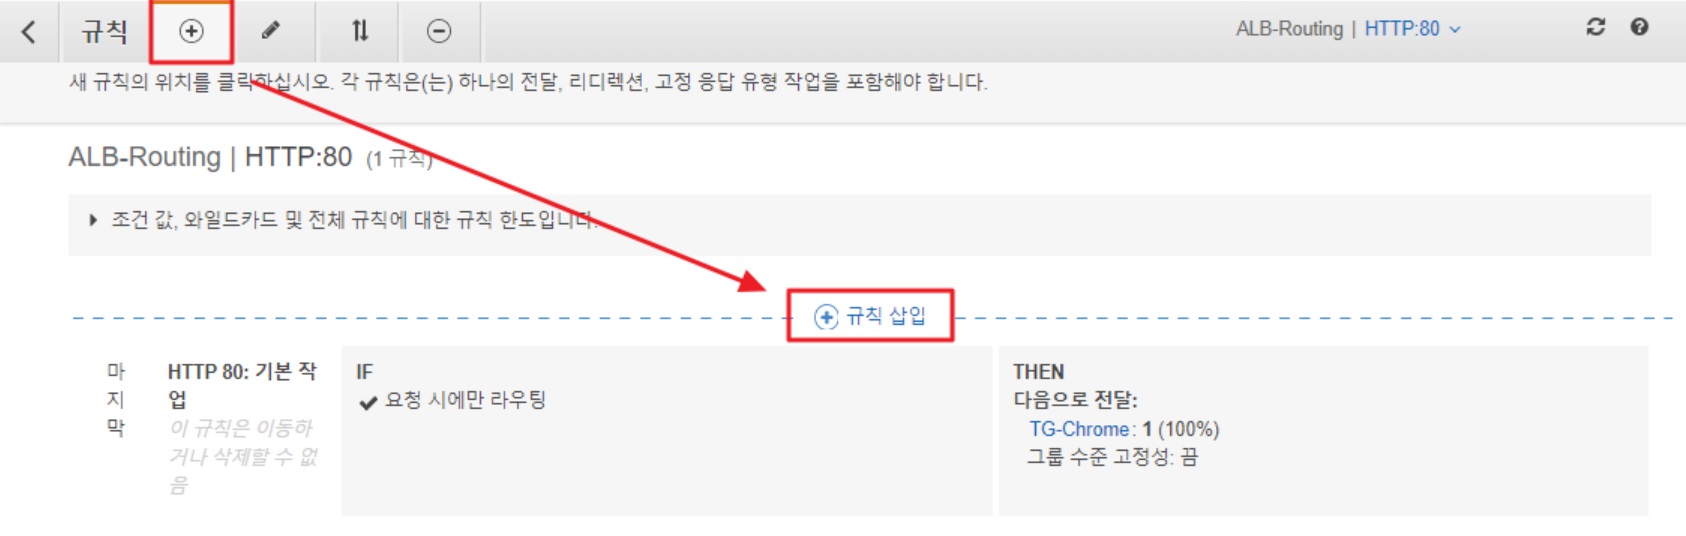 규칙
ALB-Routing | HTTP:80
새 규칙의 위치를 클릭하십시오. 각 규칙은(는) 하나의 전달, 리디렉션, 고정 응답 유형 작업을 포함해야 합니다.
ALB-Routing | HTTP:80 (1 규칙)
조건 값, 와일드카드 및 전체 규칙에 대한 규칙 한도입니다.
규칙 삽입
마
지
막
HTTP 80: 기본 작
업
이 규칙은 이동하
거나 삭제할 수 없
음
IF
요청 시에만 라우팅
THEN
다음으로 전달:
TG-Chrome: 1 (100%)
그룹 수준 고정성: 끔